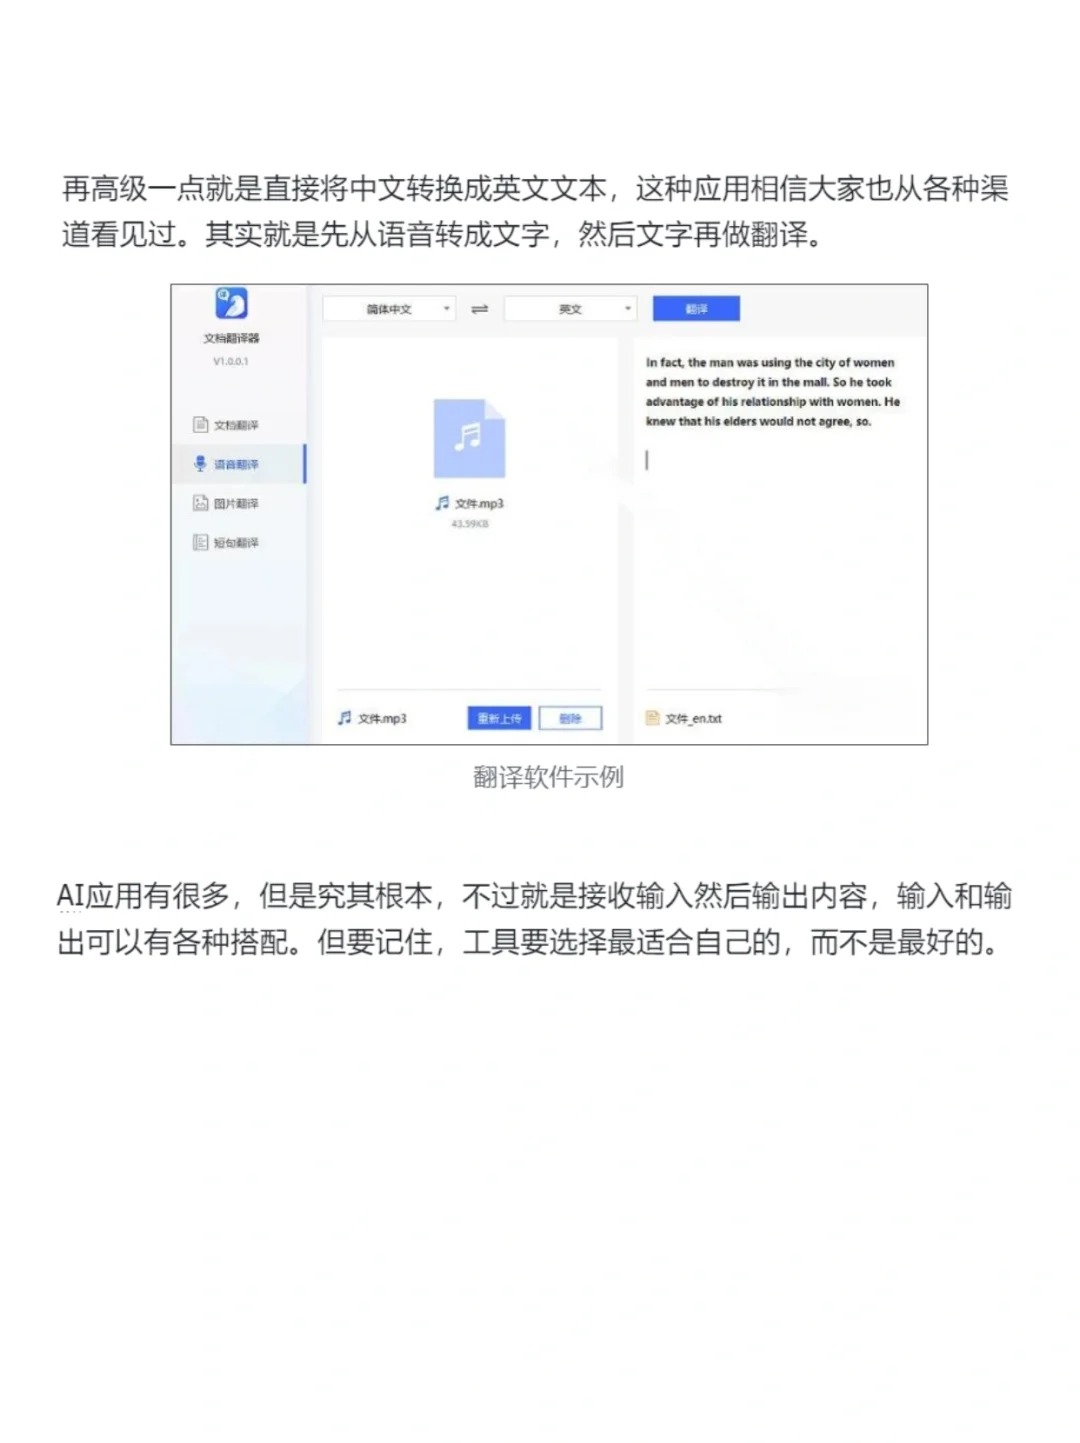 再高级一点就是直接将中文转换成英文文本，这种应用相信大家也从各种渠
道看见过。其实就是先从语音转成文字，然后文字再做翻译。
简体中文
英文
翻译
文档翻译器
V1.0.0.1
文档翻译
语音翻译
图片翻译
短句翻译
文件.mp3
43.59KB
In fact, the man was using the city of women
and men to destroy it in the mall. So he took
advantage of his relationship with women. He
knew that his elders would not agree, so.
文件.mp3
重新上传
删除
文件_en.txt
翻译软件示例
AI应用有很多，但是究其根本，不过就是接收输入然后输出内容，输入和输
出可以有各种搭配。但要记住，工具要选择最适合自己的，而不是最好的。